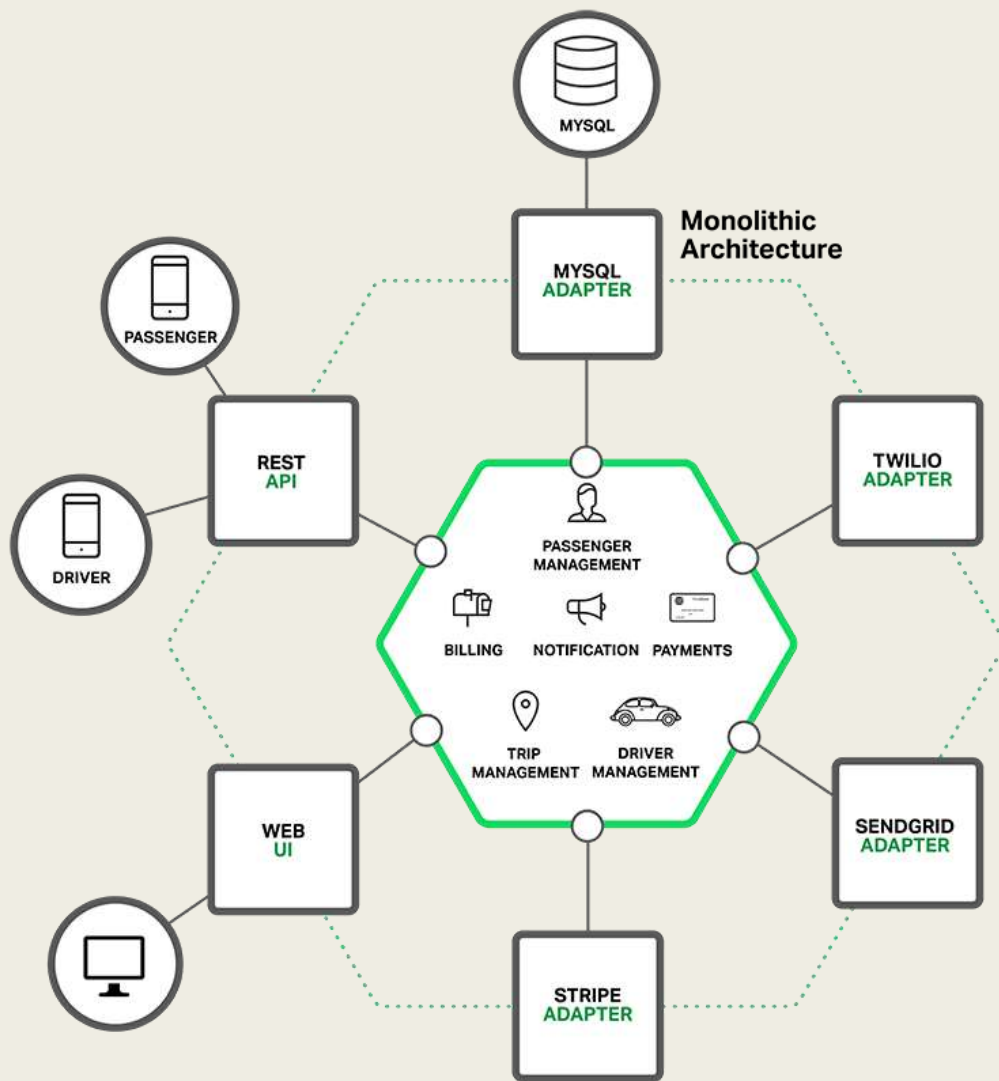 MYSQL
Monolithic
Architecture
MYSQL
ADAPTER
PASSENGER
REST
API
TWILIO
ADAPTER
DRIVER
PASSENGER
MANAGEMENT
BILLING
NOTIFICATION
PAYMENTS
TRIP
MANAGEMENT
DRIVER
MANAGEMENT
WEB
UI
SENDGRID
ADAPTER
STRIPE
ADAPTER